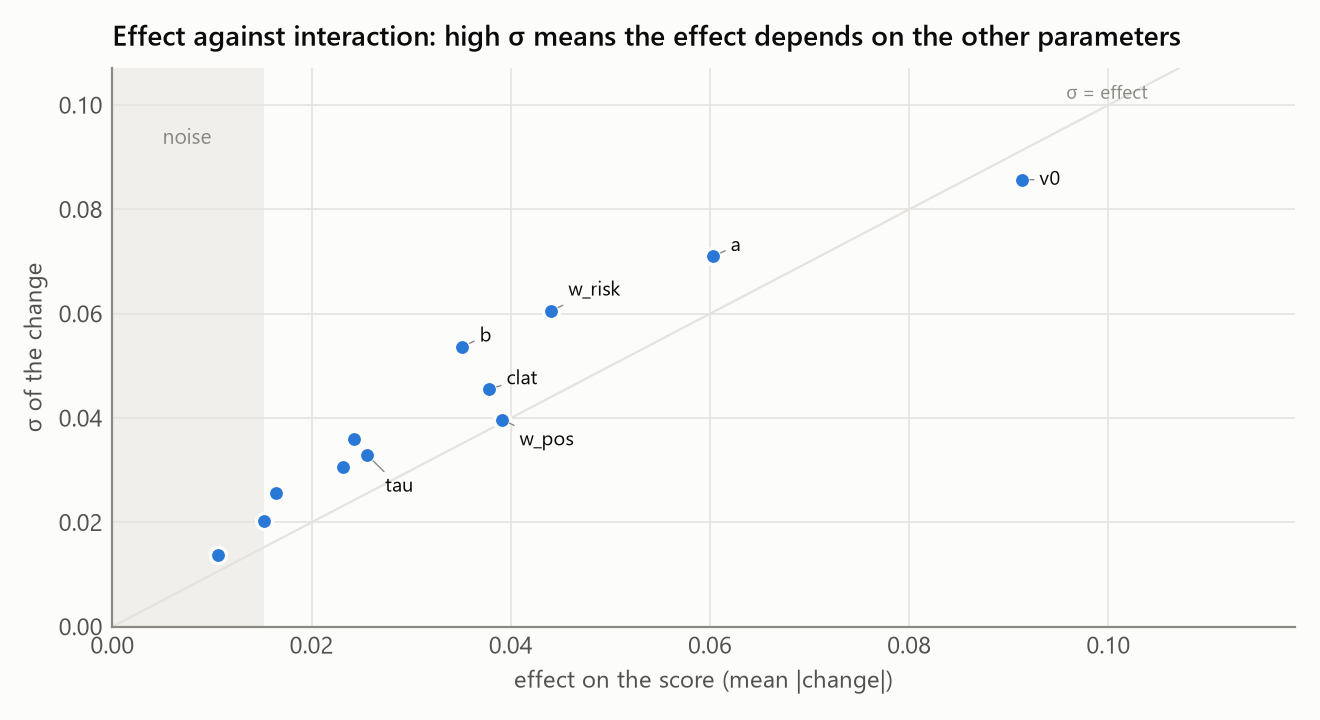 Effect against interaction: high σ means the effect depends on the other parameters
σ = effect
0.10
noise
v0
0.08
a
w_risk
0.06
b
clat
0.04
w_pos
tau
0.02
0.00
0.00 0.02 0.04 0.06 0.08 0.10
σ of the change
effect on the score (mean |change|)